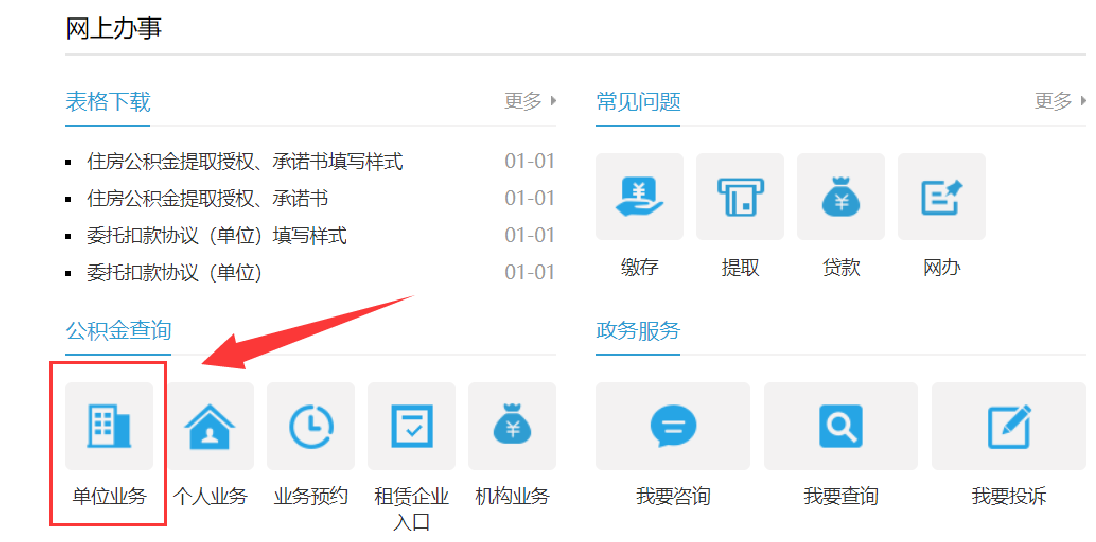 网上办事
表格下载 更多
住房公积金提取授权、承诺书填写样式 01-01
住房公积金提取授权、承诺书 01-01
委托扣款协议（单位）填写样式 01-01
委托扣款协议（单位） 01-01
常见问题 更多
缴存 提取 贷款 网办
公积金查询
单位业务 个人业务 业务预约 租赁企业 机构业务
入口
政务服务
我要咨询 我要查询 我要投诉